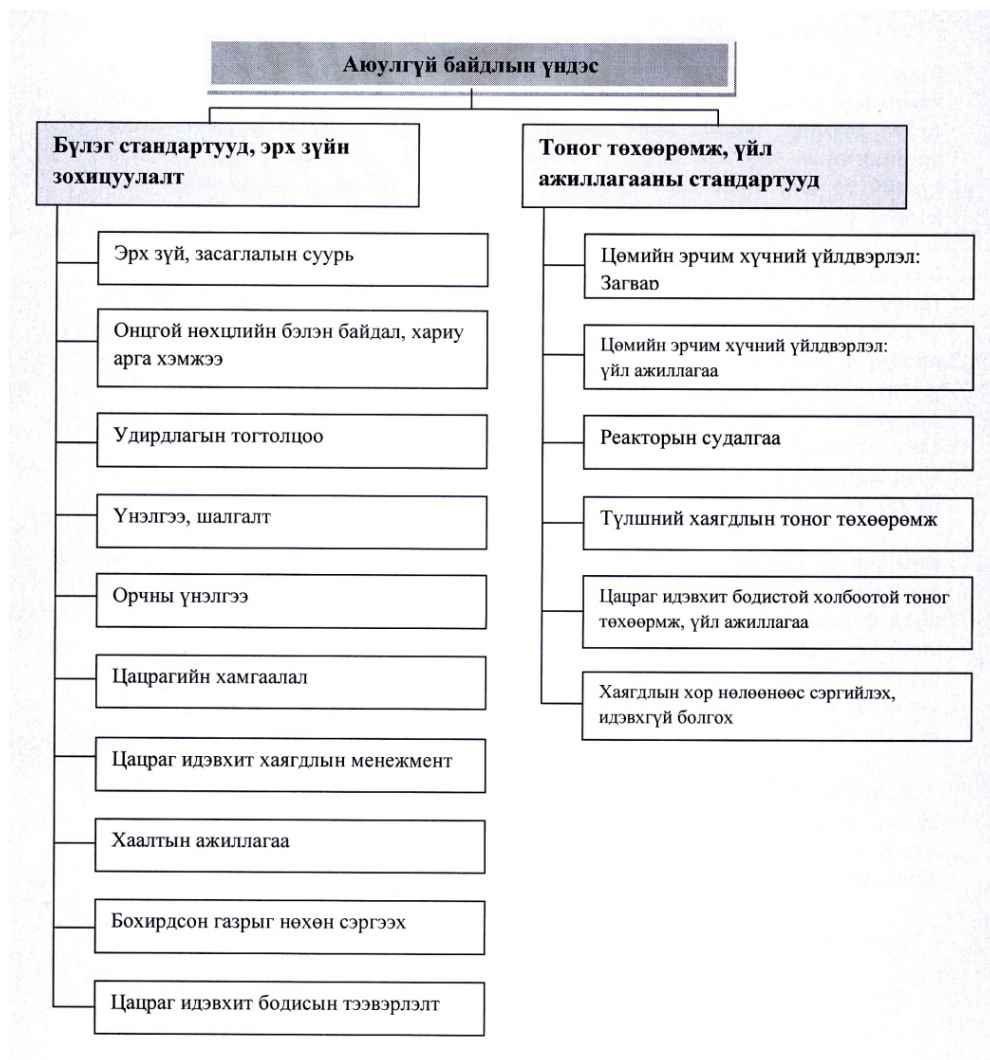 Аюулгүй байдлын үндэс
Бүлэг стандартууд, эрх зүйн
зохицуулалт
Эрх зүй, засаглалын суурь
Онцгой нөхцлийн бэлэн байдал, хариу
арга хэмжээ
Удирдлагын тогтолцоо
Үнэлгээ, шалгалт
Орчны үнэлгээ
Цацрагийн хамгаалал
Цацраг идэвхит хаягдлын менежмент
Хаалтын ажиллагаа
Бохирдсон газрыг нөхөн сэргээх
Цацраг идэвхит бодисын тээвэрлэлт
Тоног төхөөрөмж, үйл
ажиллагааны стандартууд
Цөмийн эрчим хүчний үйлдвэрлэл:
Загвар
Цөмийн эрчим хүчний үйлдвэрлэл:
үйл ажиллагаа
Реакторын судалгаа
Түлшний хаягдлын тоног төхөөрөмж
Цацраг идэвхит бодистой холбоотой тоног
төхөөрмж, үйл ажиллагаа
Хаягдлын хор нөлөөнөөс сэргийлэх,
идэвхгүй болгох